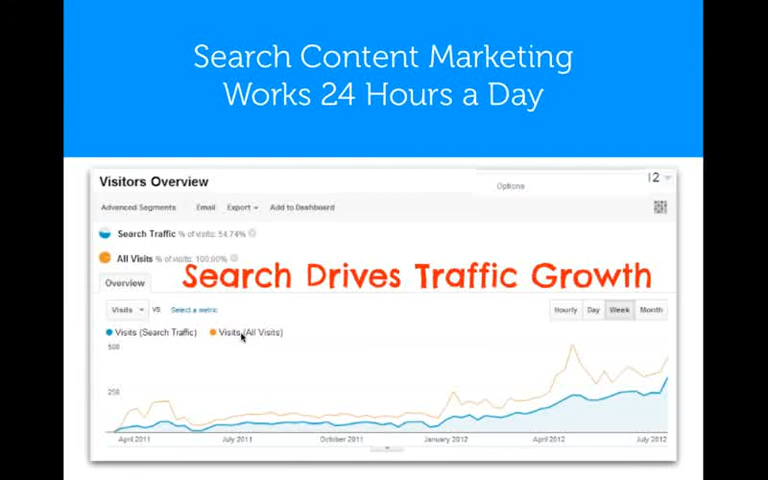 Search Content Marketing
Works 24 Hours a Day
Visitors Overview
12
Options
Advanced Segments Email Export Add to Dashboard
Search Traffic % of visits: 54.74%
All Visits % of visits: 100.00%
Search Drives Traffic Growth
Overview
Visits VS Select a metric
Hourly Day Week Month
Visits (Search Traffic) Visits (All Visits)
500
250
April 2011 July 2011 October 2011 January 2012 April 2012 July 2012